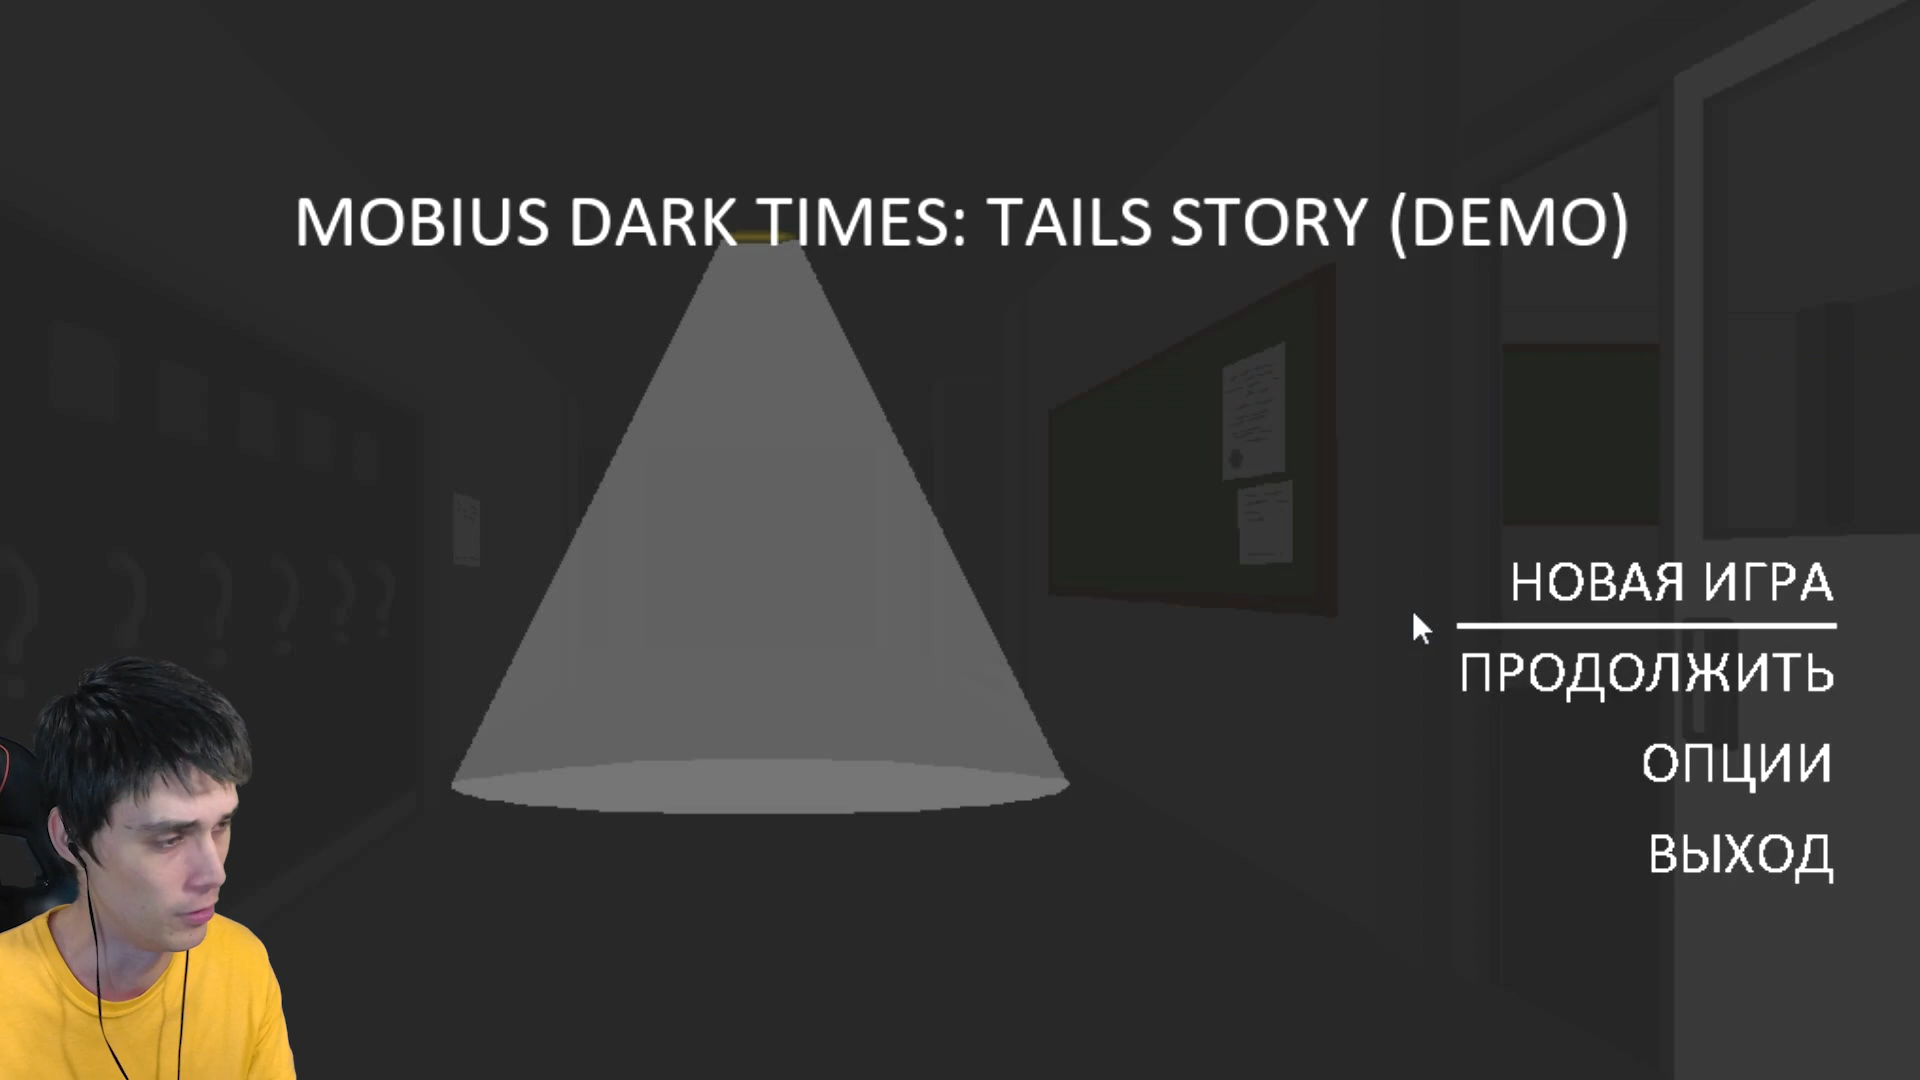 MOBIUS DARK TIMES: TAILS STORY (DEMO)
НОВАЯ ИГРА
ПРОДОЛЖИТЬ
ОПЦИИ
ВЫХОД